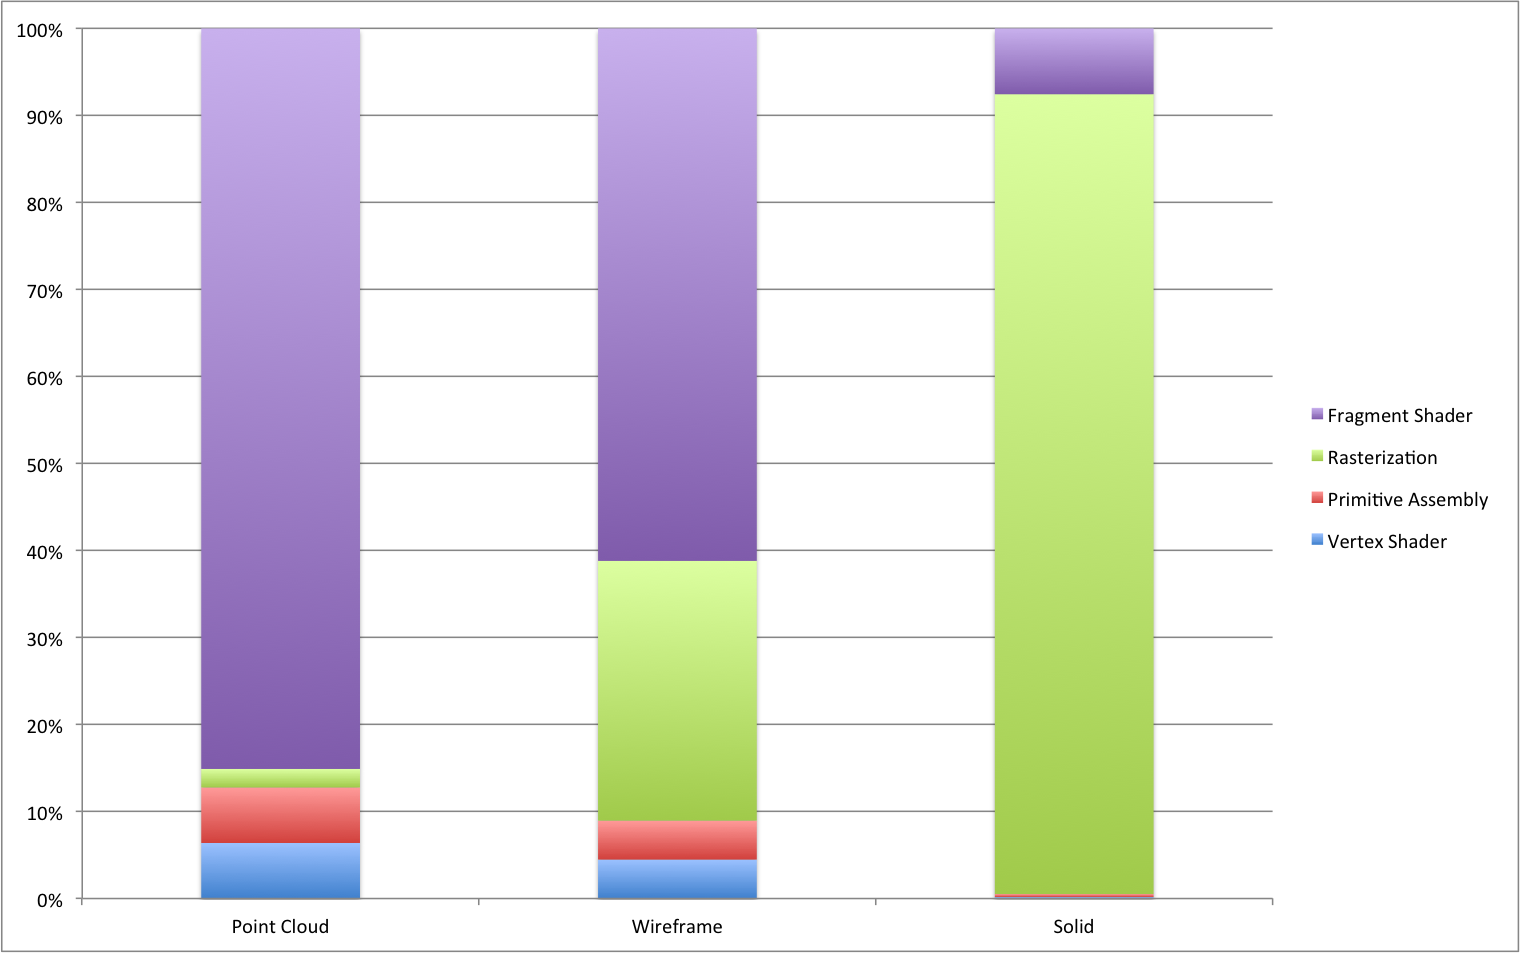 100%
90%
80%
70%
60%
50%
40%
30%
20%
10%
0%
Point Cloud
Wireframe
Solid
Fragment Shader
Rasterization
Primitive Assembly
Vertex Shader